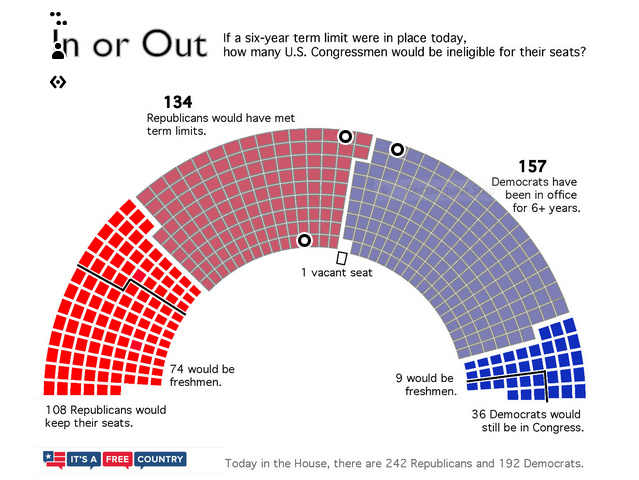 In or Out
If a six-year term limit were in place today,
how many U.S. Congressmen would be ineligible for their seats?
134
Republicans would have met
term limits.
157
Democrats have
been in office
for 6+ years.
1 vacant seat
74 would be
freshmen.
9 would be
freshmen.
108 Republicans would
keep their seats.
36 Democrats would
still be in Congress.
IT'S A FREE COUNTRY
Today in the House, there are 242 Republicans and 192 Democrats.